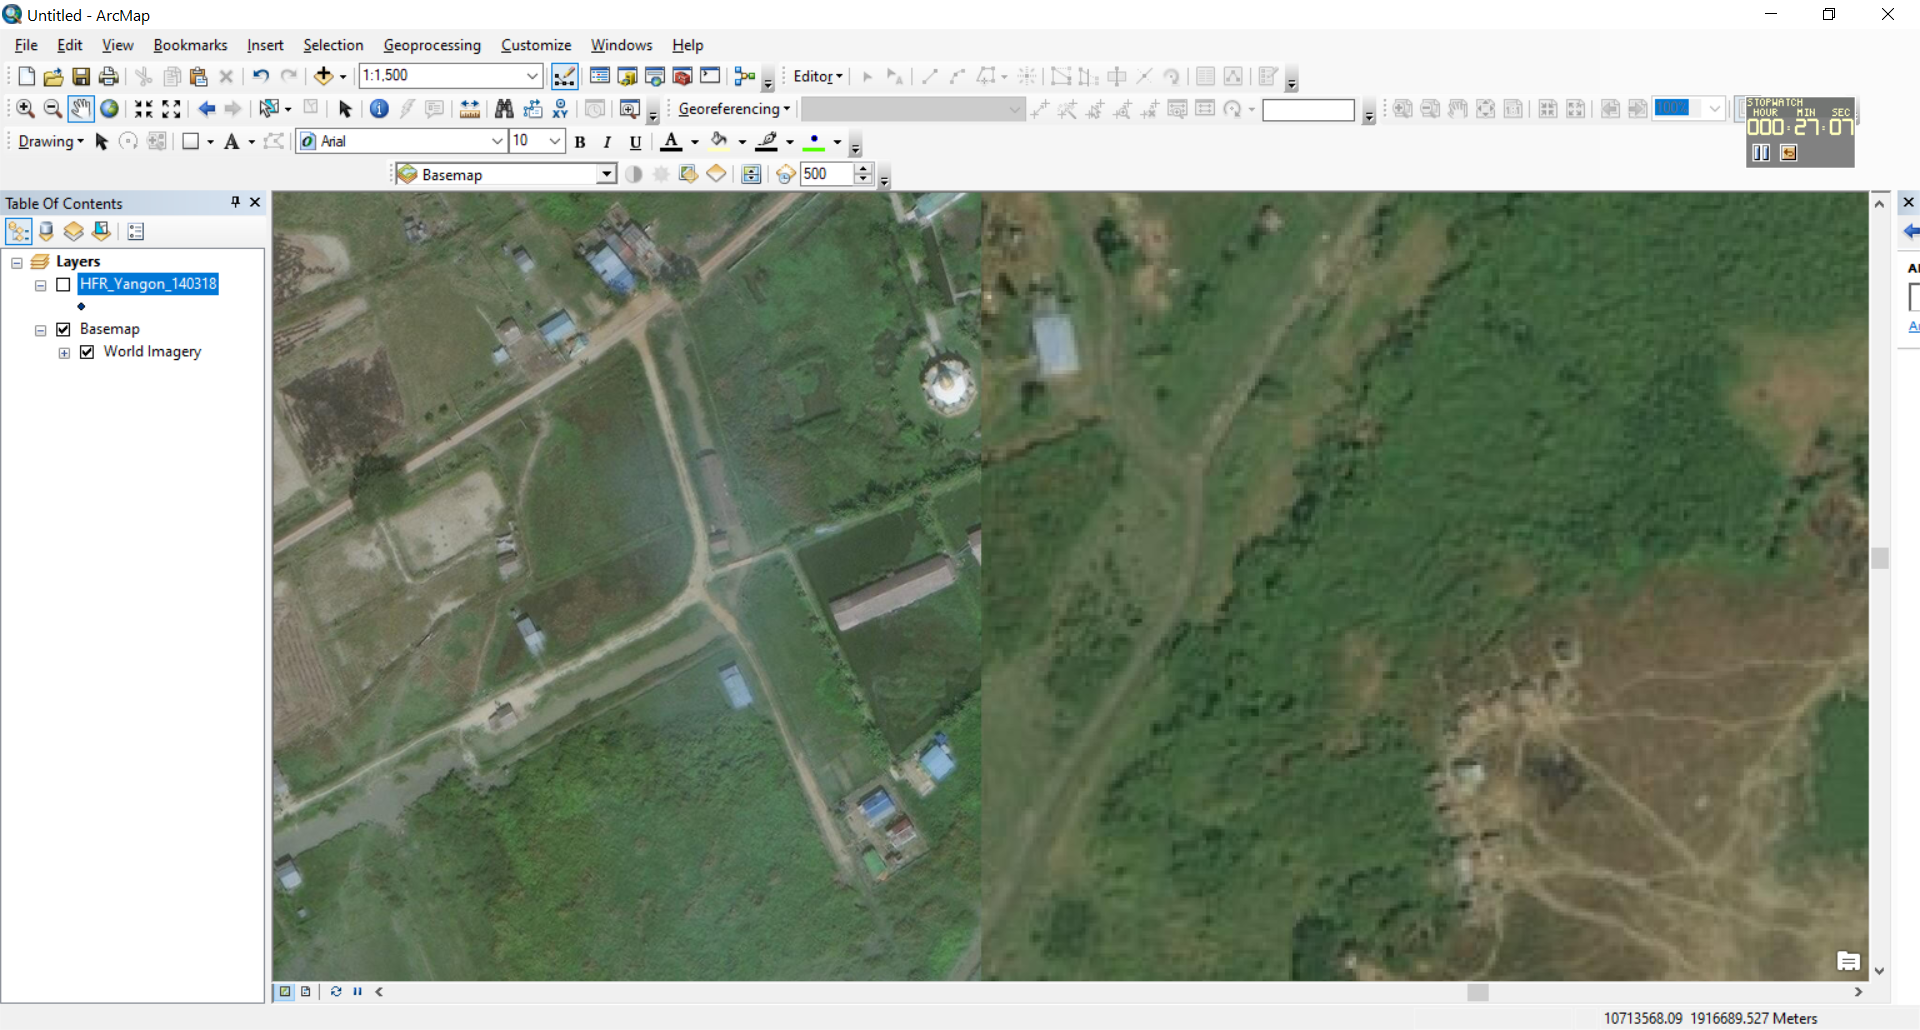 Untitled - ArcMap
File Edit View Bookmarks Insert Selection Geoprocessing Customize Windows Help
1:1,500 Editor
Georeferencing 100%
STOPWATCH
HOUR MIN SEC
000:27:07
Drawing A Arial 10 B I U A
Basemap 500
Table Of Contents
Layers
HFR_Yangon_140318
Basemap
World Imagery
10713568.09 1916689.527 Meters